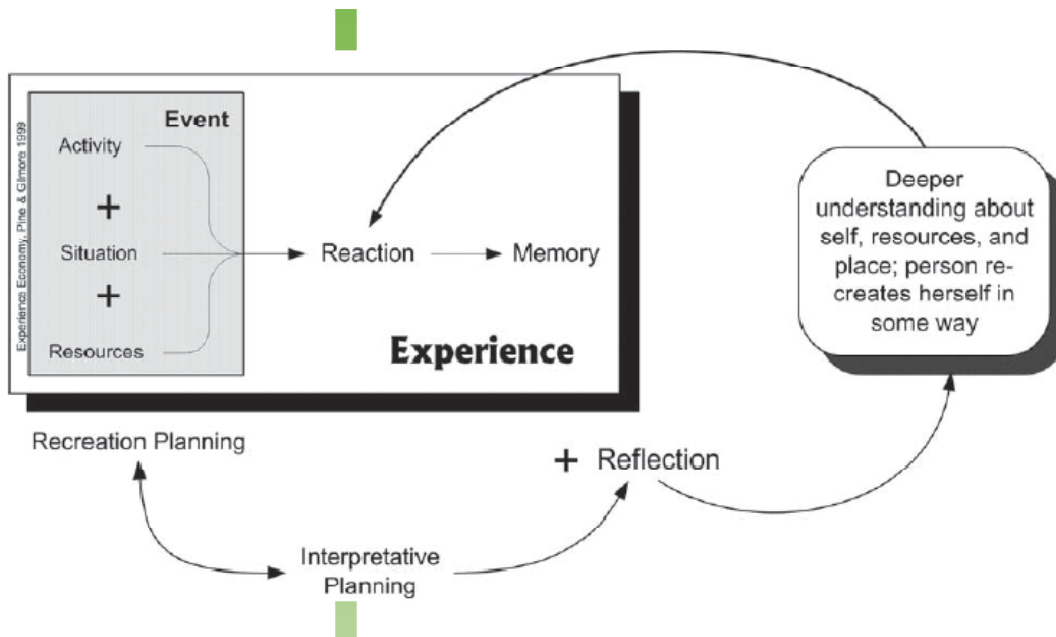 Experience Economy, Pine & Gilmore 1999
Event
Activity
+
Situation
+
Resources
Reaction
Memory
Experience
Deeper
understanding about
self, resources, and
place; person re-
creates herself in
some way
Recreation Planning
+ Reflection
Interpretative
Planning